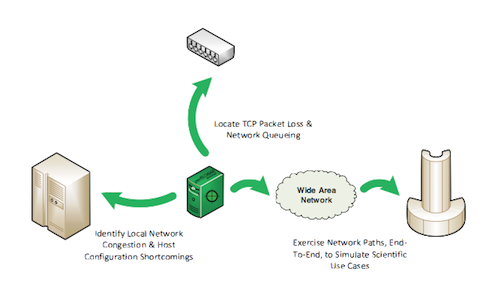 Locate TCP Packet Loss &
Network Queueing
Wide Area
Network
Identify Local Network
Congestion & Host
Configuration Shortcomings
Exercise Network Paths, End-
To-End, to Simulate Scientific
Use Cases